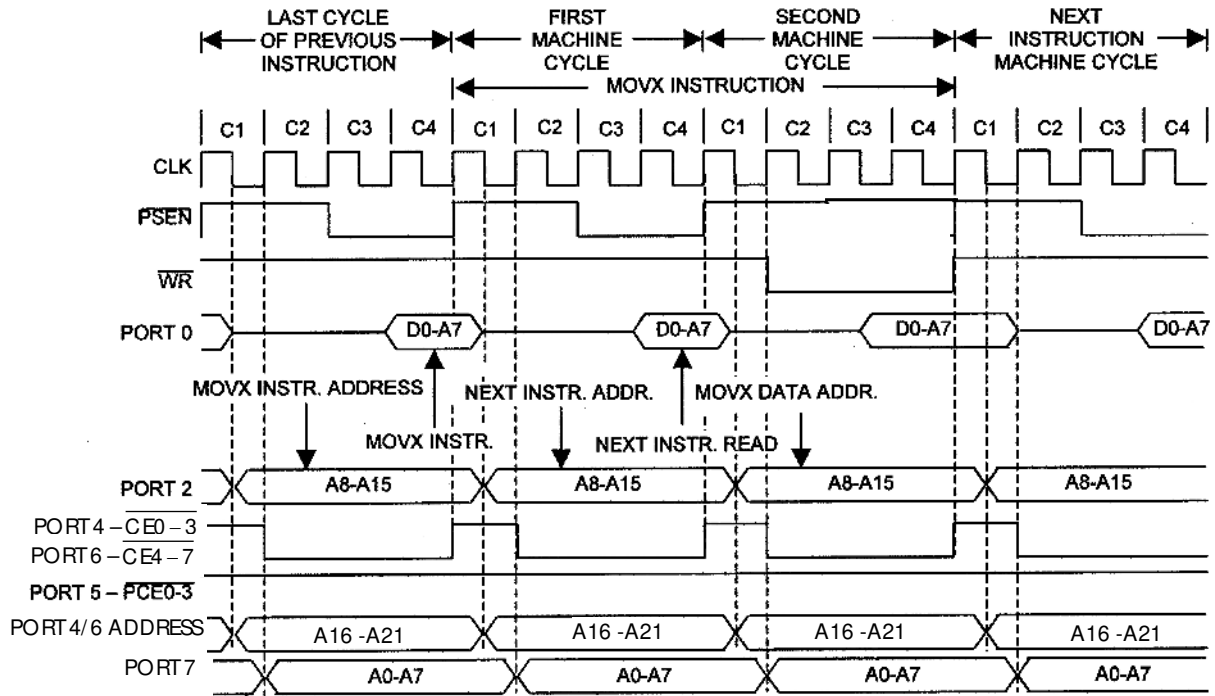 LAST CYCLE OF PREVIOUS INSTRUCTION
FIRST MACHINE CYCLE
SECOND MACHINE CYCLE
NEXT INSTRUCTION MACHINE CYCLE
MOVX INSTRUCTION
C1 C2 C3 C4 C1 C2 C3 C4 C1 C2 C3 C4 C1 C2 C3 C4
CLK
PSEN
WR
PORT 0 D0-A7 D0-A7 D0-A7 D0-A7
MOVX INSTR. ADDRESS NEXT INSTR. ADDR. MOVX DATA ADDR.
MOVX INSTR. NEXT INSTR. READ
PORT 2 A8-A15 A8-A15 A8-A15 A8-A15
PORT 4 – CE0 – 3
PORT 6 – CE4 – 7
PORT 5 – PCE0-3
PORT 4/6 ADDRESS A16 -A21 A16 -A21 A16 -A21 A16 -A21
PORT 7 A0-A7 A0-A7 A0-A7 A0-A7